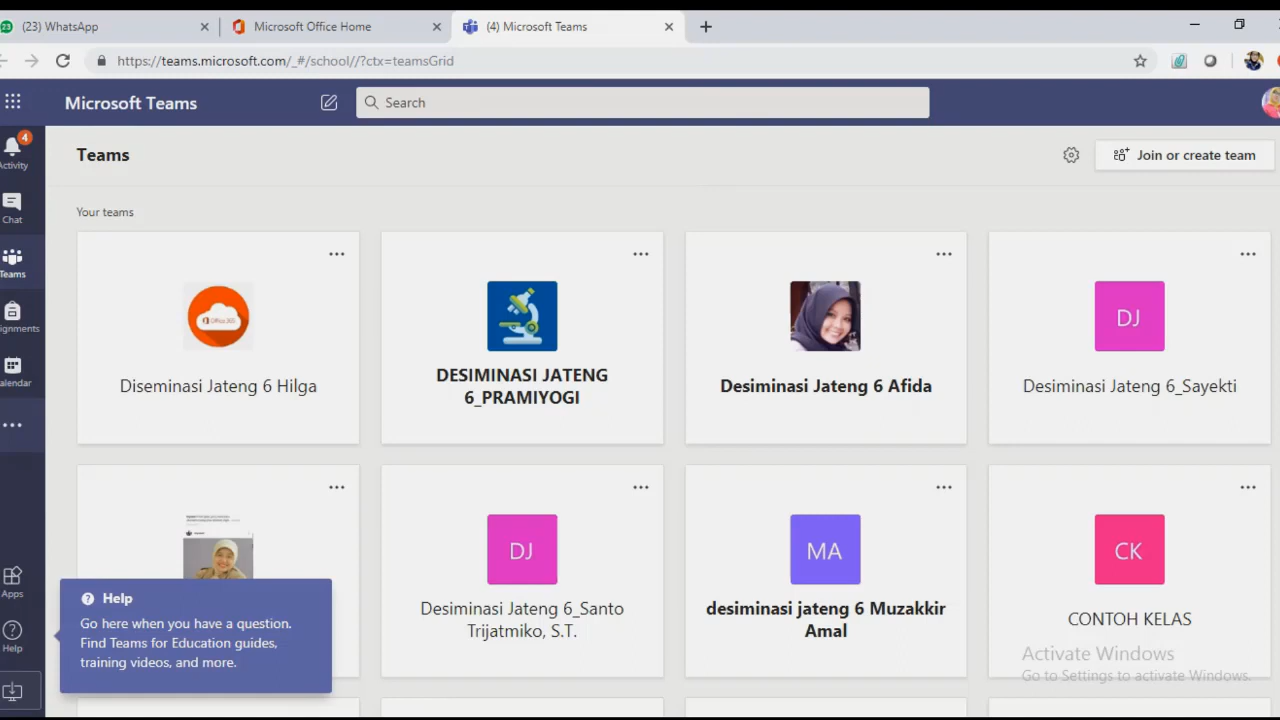 (23) WhatsApp
Microsoft Office Home
(4) Microsoft Teams
https://teams.microsoft.com/_#/school//?ctx=teamsGrid
Microsoft Teams
Search
4
Activity
Chat
Teams
ignments
alendar
Apps
Help
Teams
Join or create team
Your teams
Office 365
Diseminasi Jateng 6 Hilga
DESIMINASI JATENG
6_PRAMIYOGI
Desiminasi Jateng 6 Afida
DJ
Desiminasi Jateng 6_Sayekti
DJ
Desiminasi Jateng 6_Santo
Trijatmiko, S.T.
MA
desiminasi jateng 6 Muzakkir
Amal
CK
CONTOH KELAS
Help
Go here when you have a question.
Find Teams for Education guides,
training videos, and more.
Activate Windows
Go to Settings to activate Windows.